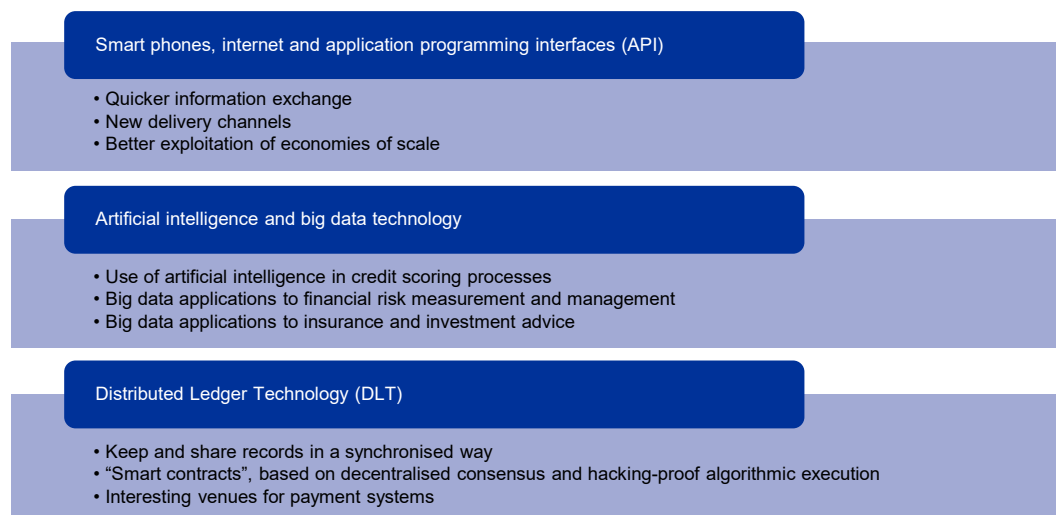 Smart phones, internet and application programming interfaces (API)
• Quicker information exchange
• New delivery channels
• Better exploitation of economies of scale
Artificial intelligence and big data technology
• Use of artificial intelligence in credit scoring processes
• Big data applications to financial risk measurement and management
• Big data applications to insurance and investment advice
Distributed Ledger Technology (DLT)
• Keep and share records in a synchronised way
• “Smart contracts”, based on decentralised consensus and hacking-proof algorithmic execution
• Interesting venues for payment systems